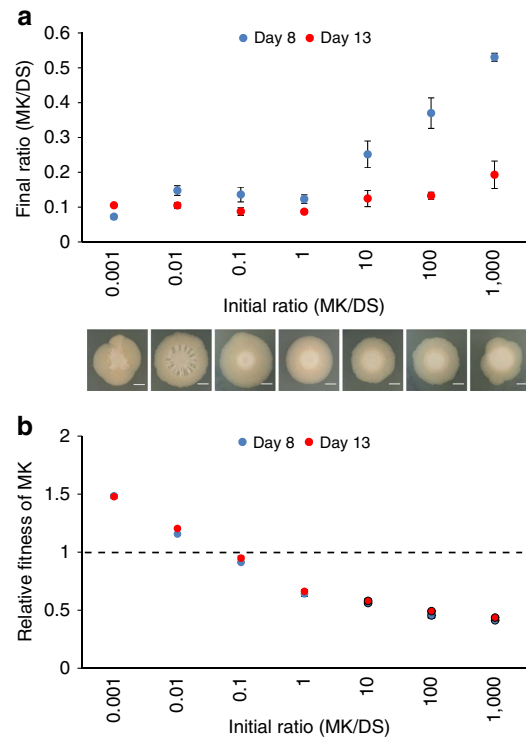 a
Day 8 Day 13
0.6
0.5
0.4
0.3
0.2
0.1
0
Final ratio (MK/DS)
0.001 0.01 0.1 1 10 100 1,000
Initial ratio (MK/DS)
b
Day 8 Day 13
2
1.5
1
0.5
0
Relative fitness of MK
0.001 0.01 0.1 1 10 100 1,000
Initial ratio (MK/DS)